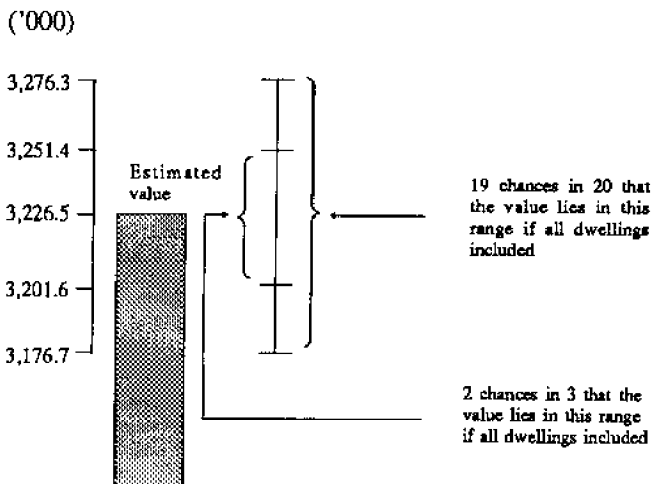 ('000)
3,276.3
3,251.4
Estimated
value
3,226.5
3,201.6
3,176.7
19 chances in 20 that
the value lies in this
range if all dwellings
included
2 chances in 3 that the
value lies in this range
if all dwellings included